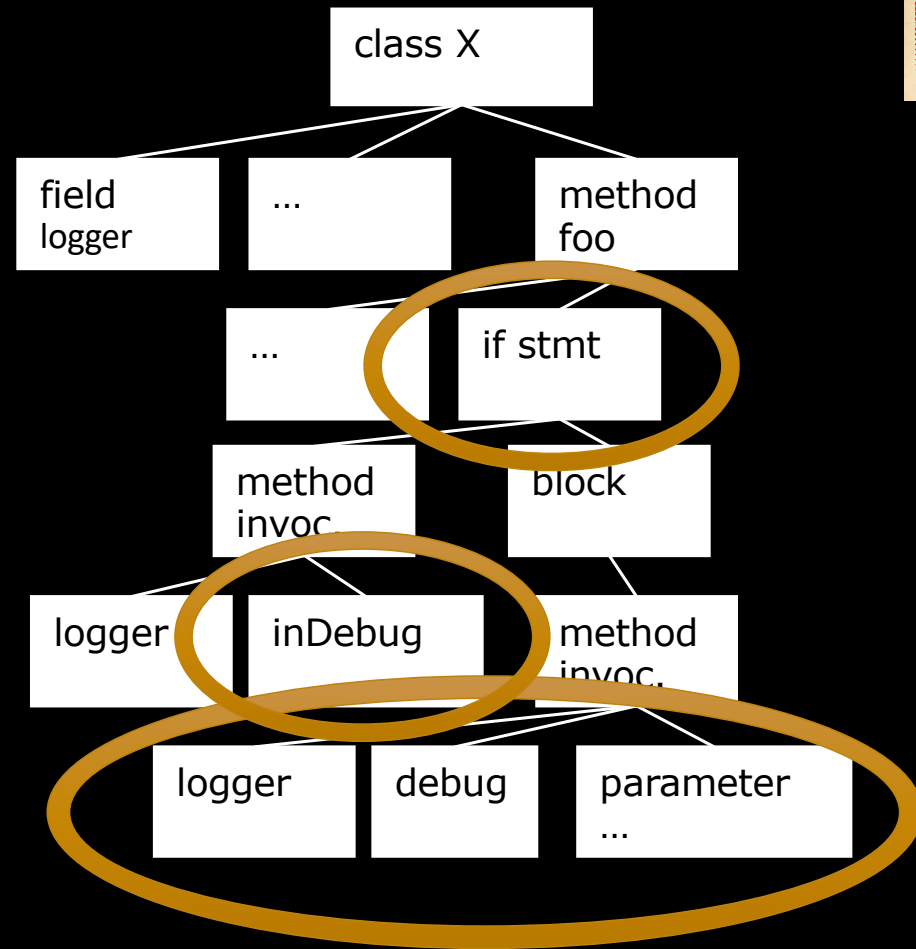 class X
field
logger
...
method
foo
...
if stmt
method
invoc.
block
logger
inDebug
method
invoc.
logger
debug
parameter
...